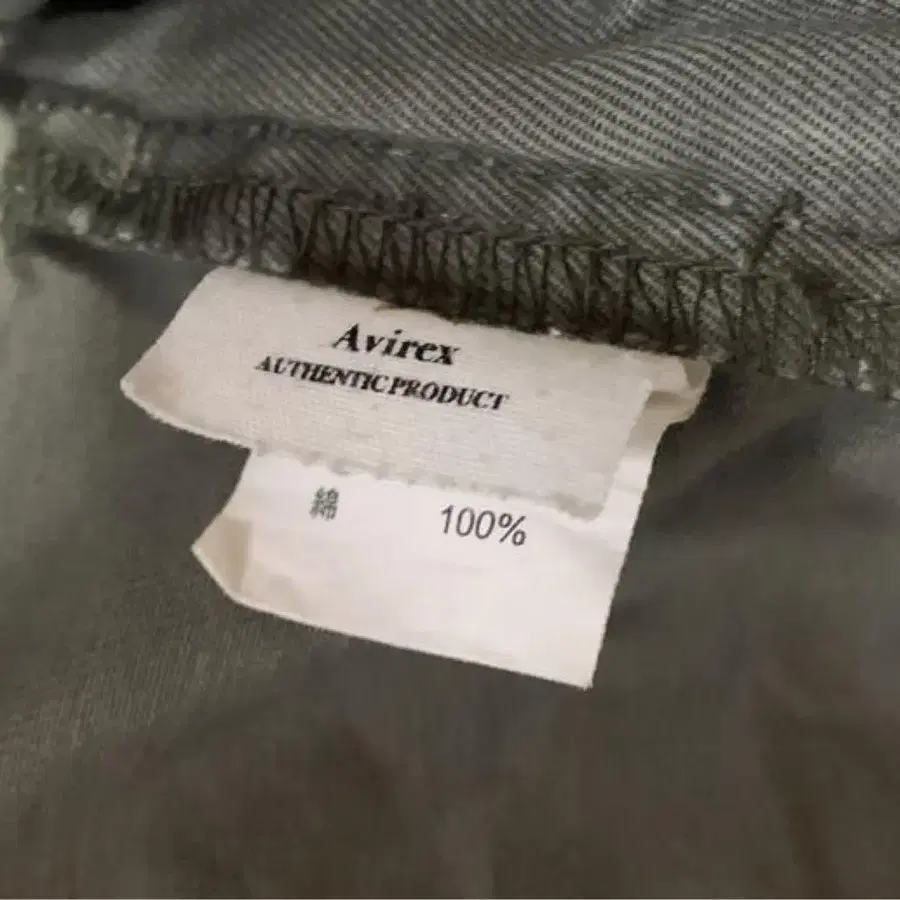 Avirex
AUTHENTIC PRODUCT
綿 100%